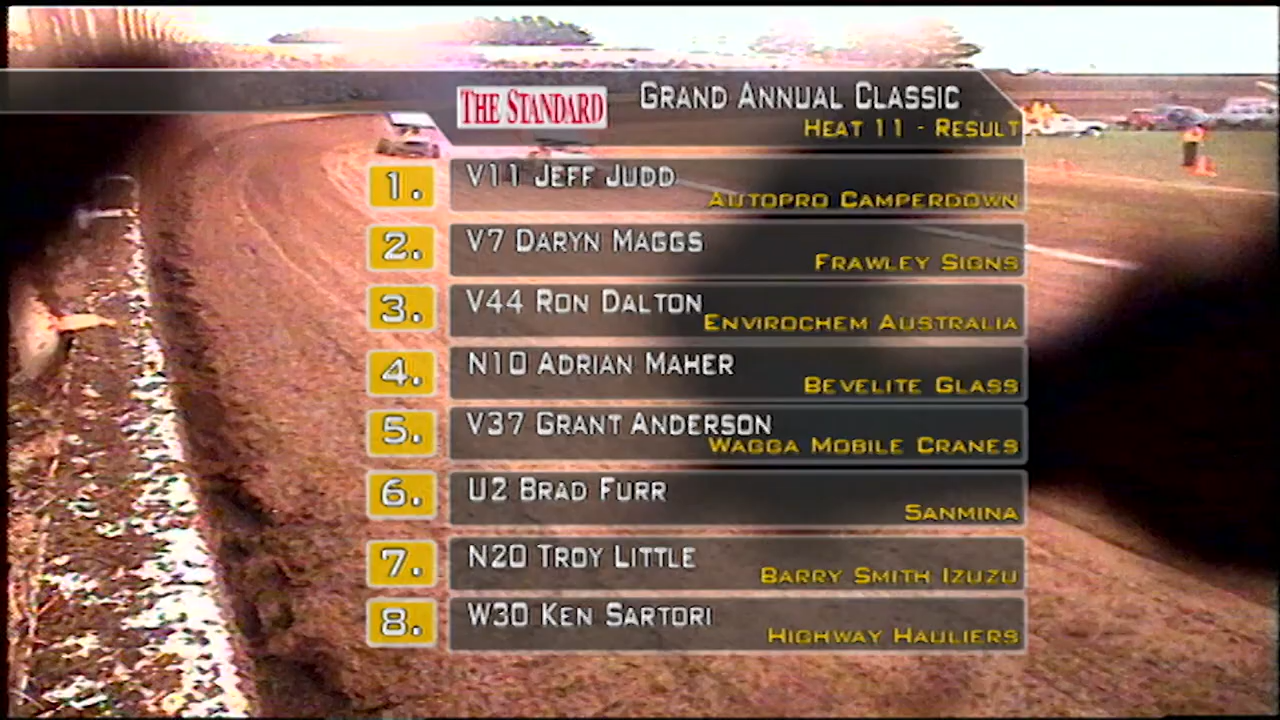 THE STANDARD
GRAND ANNUAL CLASSIC
HEAT 11 - RESULT
1. V11 JEFF JUDD
AUTOPRO CAMPERDOWN
2. V7 DARYN MAGGS
FRAWLEY SIGNS
3. V44 RON DALTON
ENVIROCHEM AUSTRALIA
4. N10 ADRIAN MAHER
BEVELITE GLASS
5. V37 GRANT ANDERSON
WAGGA MOBILE CRANES
6. U2 BRAD FURR
SANMINA
7. N20 TROY LITTLE
BARRY SMITH IZUZU
8. W30 KEN SARTORI
HIGHWAY HAULIERS